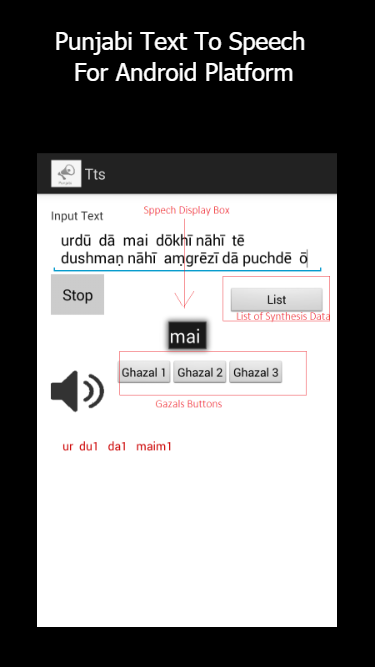 Punjabi Text To Speech
For Android Platform
Tts
Input Text
Sppech Display Box
urdū dā mai dōkhī nāhī tē
dushmaṇ nāhī aṃgrēzī dā puchdē ō
Stop
List
List of Synthesis Data
mai
Ghazal 1 Ghazal 2 Ghazal 3
Gazals Buttons
ur du1 da1 maim1